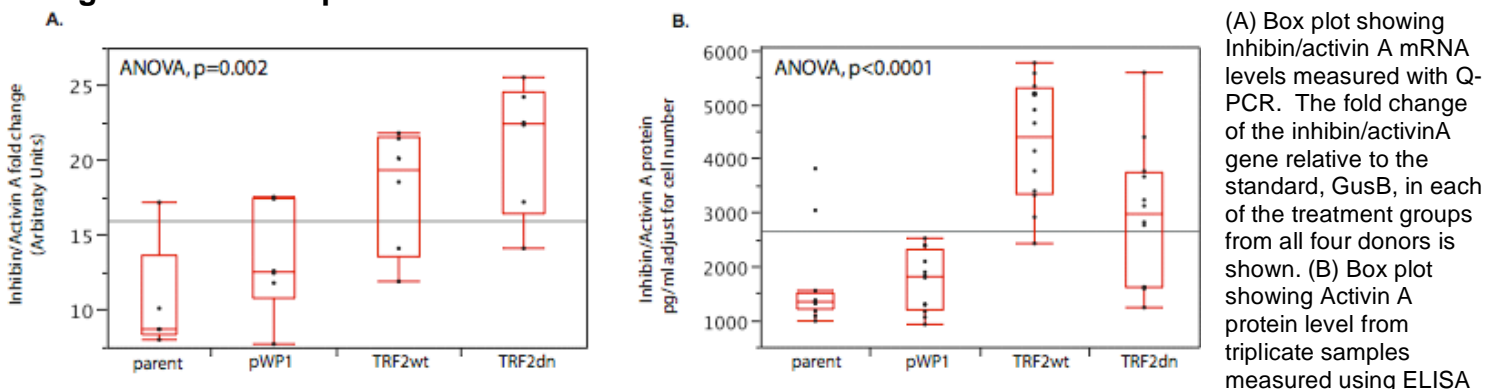 A.
ANOVA, p=0.002
Inhibin/Activin A fold change
(Arbitraty Units)
25
20
15
10
parent pWP1 TRF2wt TRF2dn
B.
ANOVA, p<0.0001
Inhibin/Activin A protein
pg/mladjust for cell number
6000
5000
4000
3000
2000
1000
parent pWP1 TRF2wt TRF2dn
(A) Box plot showing
Inhibin/activin A mRNA
levels measured with Q-
PCR. The fold change
of the inhibin/activinA
gene relative to the
standard, GusB, in each
of the treatment groups
from all four donors is
shown. (B) Box plot
showing Activin A
protein level from
triplicate samples
measured using ELISA